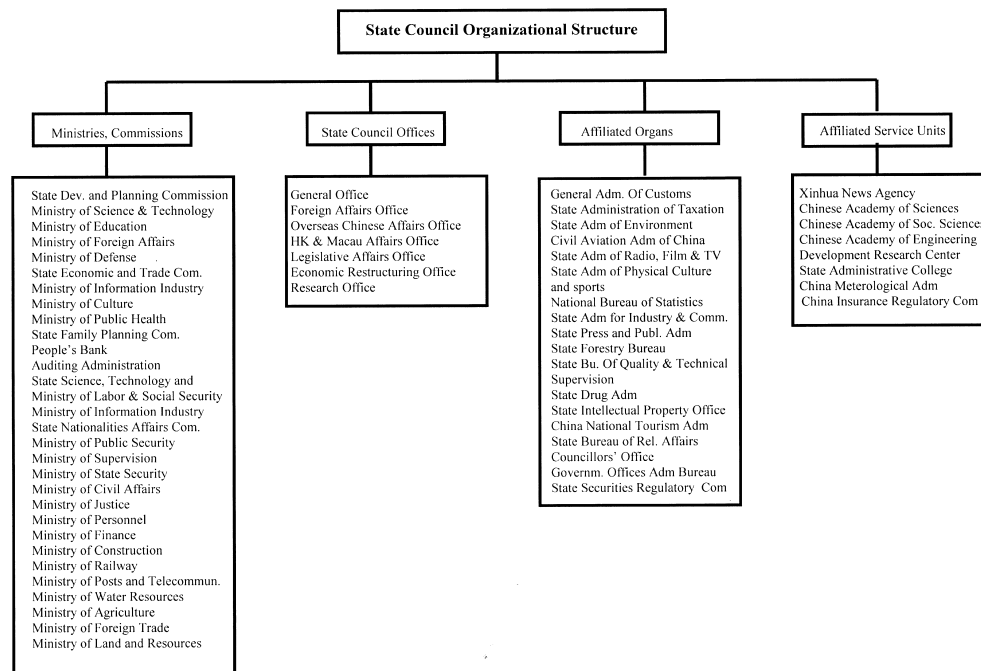 State Council Organizational Structure
Ministries, Commissions
State Council Offices
Affiliated Organs
Affiliated Service Units
State Dev. and Planning Commission
Ministry of Science & Technology
Ministry of Education
Ministry of Foreign Affairs
Ministry of Defense
State Economic and Trade Com.
Ministry of Information Industry
Ministry of Culture
Ministry of Public Health
State Family Planning Com.
People's Bank
Auditing Administration
State Science, Technology and
Ministry of Labor & Social Security
Ministry of Information Industry
State Nationalities Affairs Com.
Ministry of Public Security
Ministry of Supervision
Ministry of State Security
Ministry of Civil Affairs
Ministry of Justice
Ministry of Personnel
Ministry of Finance
Ministry of Construction
Ministry of Railway
Ministry of Posts and Telecommun.
Ministry of Water Resources
Ministry of Agriculture
Ministry of Foreign Trade
Ministry of Land and Resources
General Office
Foreign Affairs Office
Overseas Chinese Affairs Office
HK & Macau Affairs Office
Legislative Affairs Office
Economic Restructuring Office
Research Office
General Adm. Of Customs
State Administration of Taxation
State Adm of Environment
Civil Aviation Adm of China
State Adm of Radio, Film & TV
State Adm of Physical Culture
and sports
National Bureau of Statistics
State Adm for Industry & Comm.
State Press and Publ. Adm
State Forestry Bureau
State Bu. Of Quality & Technical
Supervision
State Drug Adm
State Intellectual Property Office
China National Tourism Adm
State Bureau of Rel. Affairs
Councillors' Office
Governm. Offices Adm Bureau
State Securities Regulatory Com
Xinhua News Agency
Chinese Academy of Sciences
Chinese Academy of Soc. Sciences
Chinese Academy of Engineering
Development Research Center
State Administrative College
China Meterological Adm
China Insurance Regulatory Com